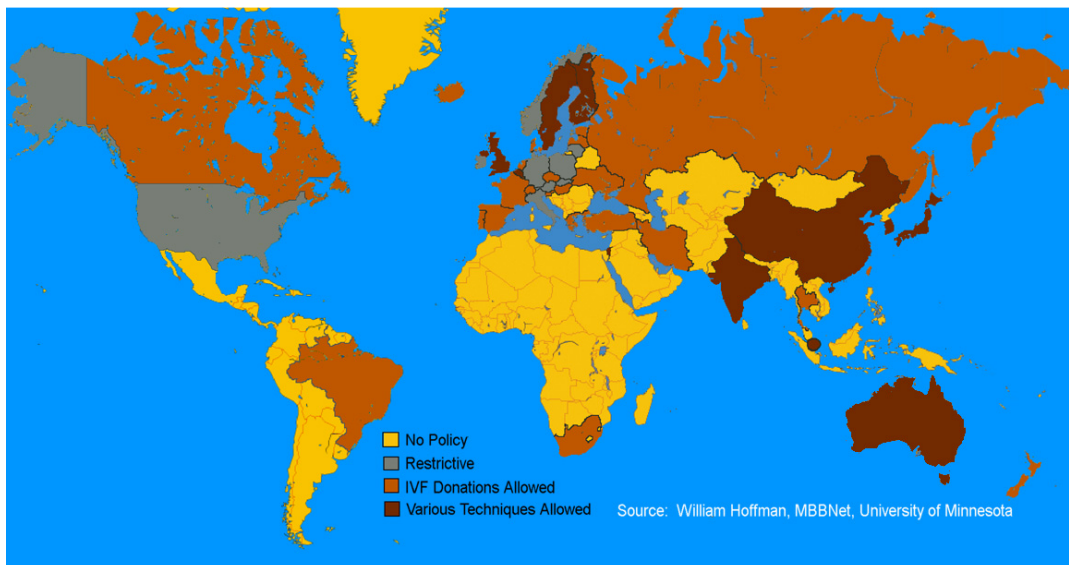 No Policy
Restrictive
IVF Donations Allowed
Various Techniques Allowed
Source:  William Hoffman, MBBNet, University of Minnesota